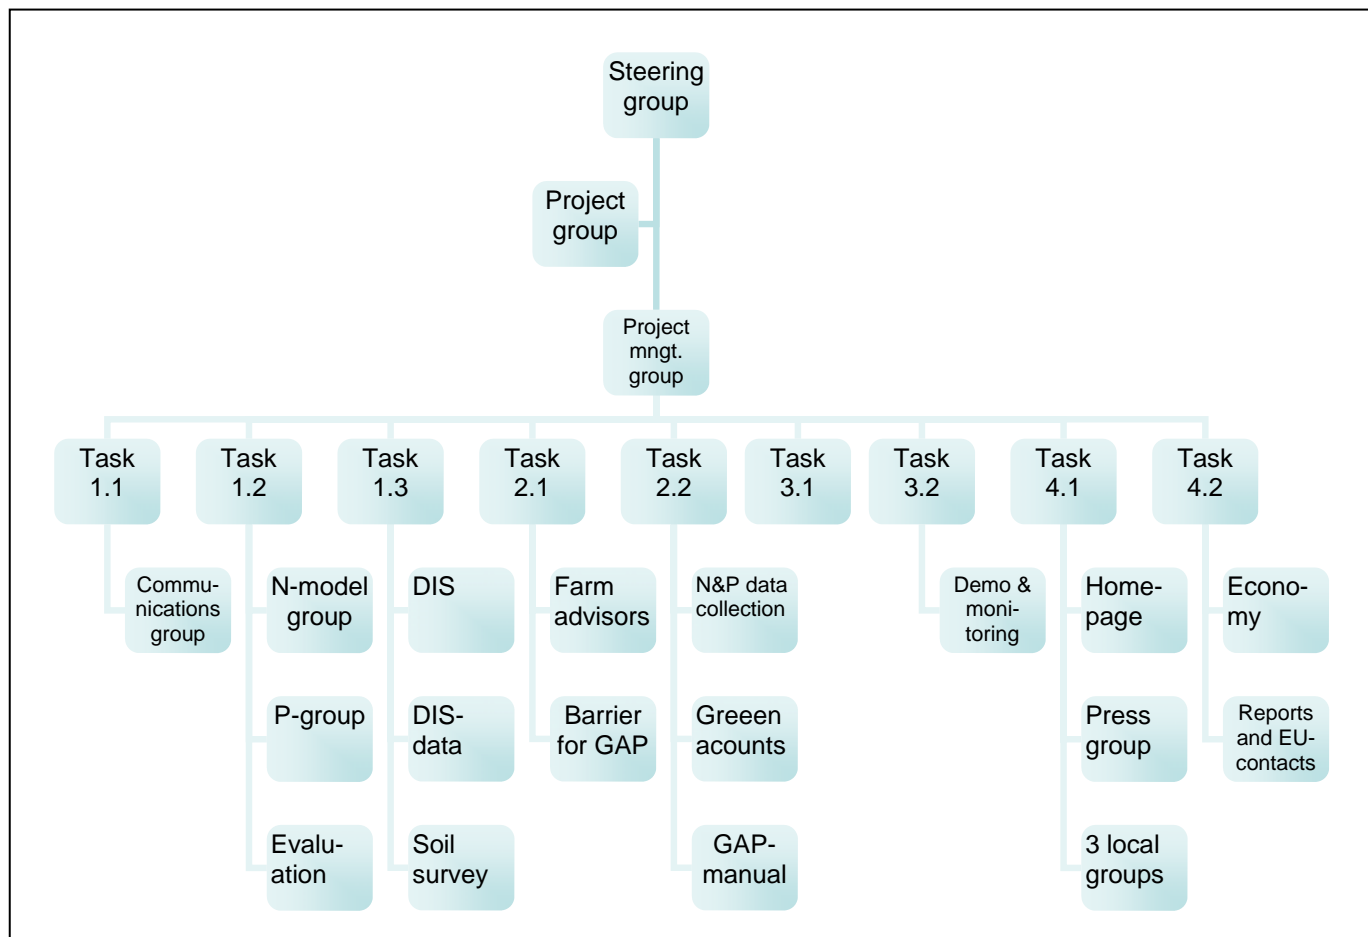 Steering
group
Project
group
Project
mngt.
group
Task
1.1
Task
1.2
Task
1.3
Task
2.1
Task
2.2
Task
3.1
Task
3.2
Task
4.1
Task
4.2
Commu-
nications
group
N-model
group
DIS
Farm
advisors
N&P data
collection
Demo &
moni-
toring
Home-
page
Econo-
my
P-group
DIS-
data
Barrier
for GAP
Greeen
acounts
Press
group
Reports
and EU-
contacts
Evalu-
ation
Soil
survey
GAP-
manual
3 local
groups